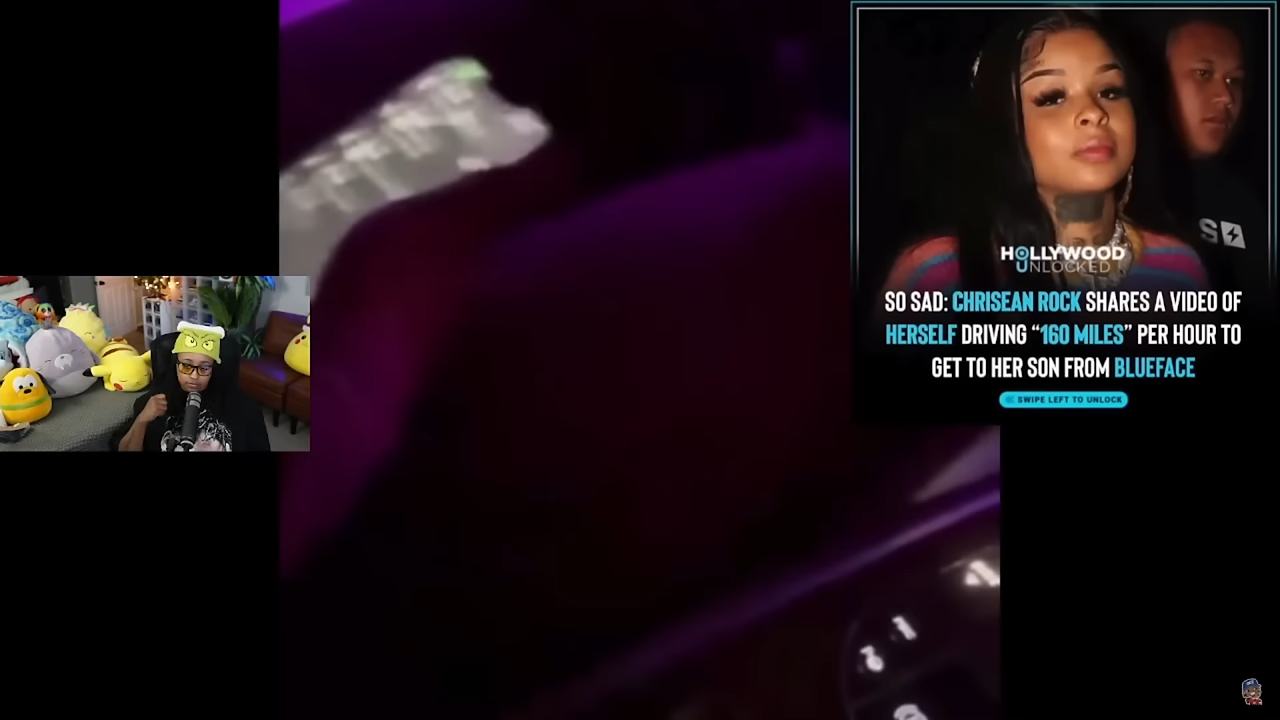 HOLLYWOOD
UNLOCKED
SO SAD: CHRISEAN ROCK SHARES A VIDEO OF
HERSELF DRIVING “160 MILES” PER HOUR TO
GET TO HER SON FROM BLUEFACE
SWIPE LEFT TO UNLOCK
S